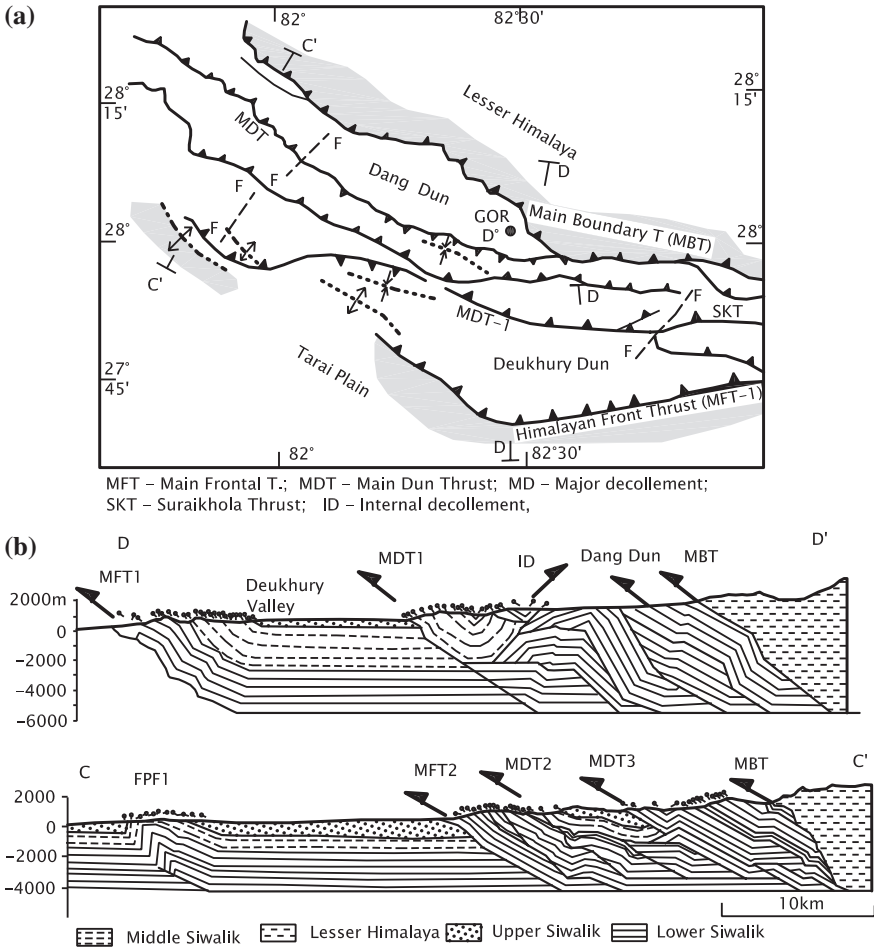 (a)
82°
82°30'
C'
28°
15'
28°
15'
Lesser Himalaya
MDT
F
Dang Dun
D
F
F
GOR
D°
Main Boundary T (MBT)
28°
28°
F
C'
D
F
SKT
MDT-1
F
Deukhury Dun
Tarai Plain
27°
45'
Himalayan Front Thrust (MFT-1)
D
82°
82°30'
MFT – Main Frontal T.; MDT – Main Dun Thrust; MD – Major decollement;
SKT – Suraikhola Thrust; ID – Internal decollement,
(b)
D
D'
MFT1
Deukhury
Valley
MDT1
ID
Dang Dun
MBT
2000m
0
−2000
−4000
−6000
C
C'
FPF1
MFT2
MDT2
MDT3
MBT
2000
0
−2000
−4000
10km
Middle Siwalik
Lesser Himalaya
Upper Siwalik
Lower Siwalik